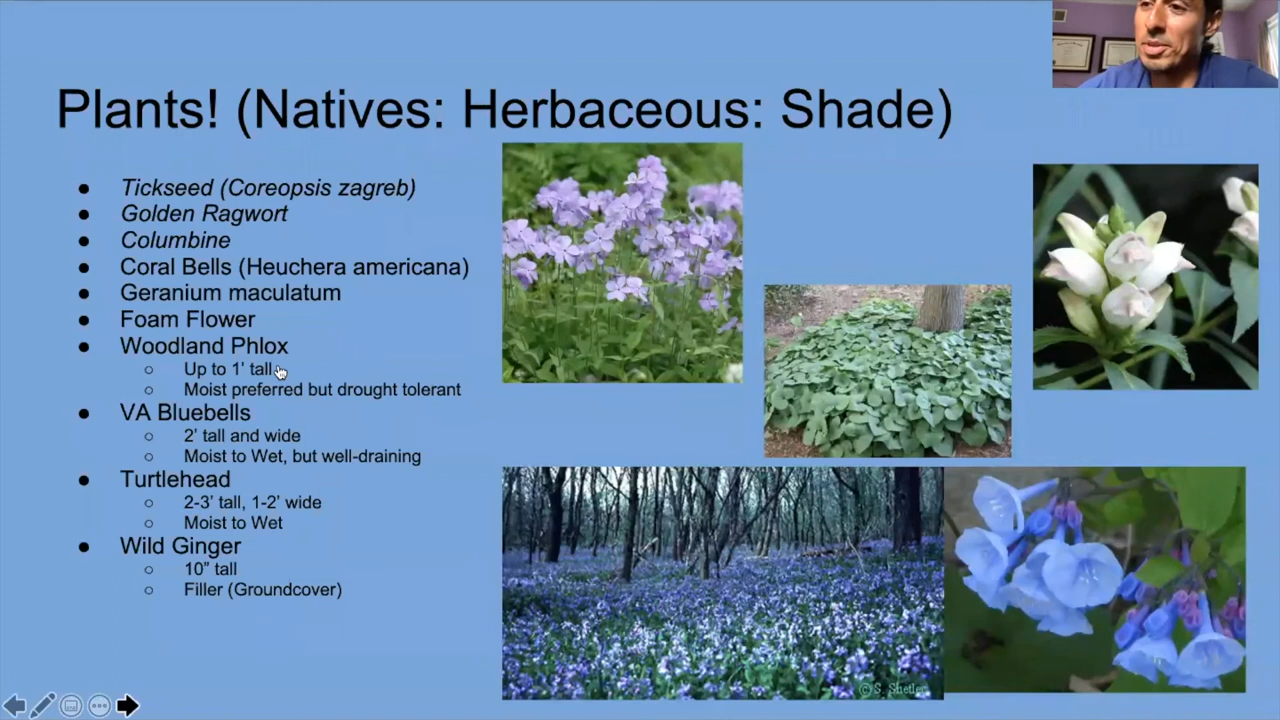 Plants! (Natives: Herbaceous: Shade)
● Tickseed (Coreopsis zagreb)
● Golden Ragwort
● Columbine
● Coral Bells (Heuchera americana)
● Geranium maculatum
● Foam Flower
● Woodland Phlox
○ Up to 1' tall
○ Moist preferred but drought tolerant
● VA Bluebells
○ 2' tall and wide
○ Moist to Wet, but well-draining
● Turtlehead
○ 2-3' tall, 1-2' wide
○ Moist to Wet
● Wild Ginger
○ 10” tall
○ Filler (Groundcover)
© S. Shetler